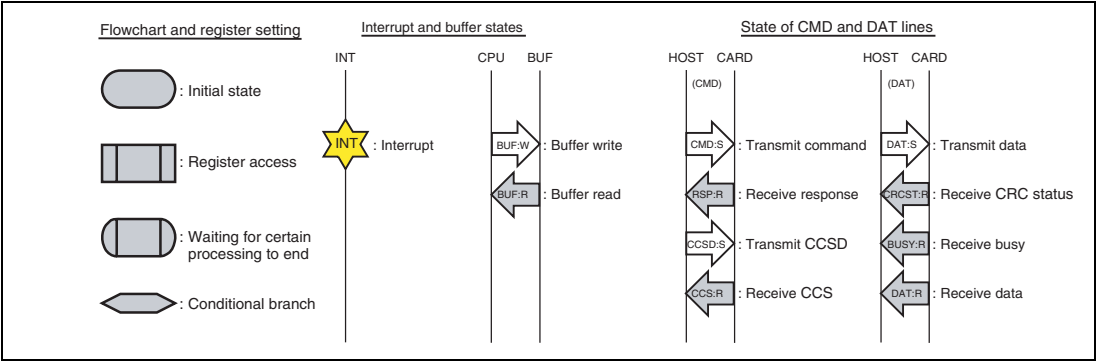 Flowchart and register setting
: Initial state
: Register access
: Waiting for certain
processing to end
: Conditional branch
Interrupt and buffer states
INT
CPU BUF
INT : Interrupt
BUF:W : Buffer write
BUF:R : Buffer read
State of CMD and DAT lines
HOST CARD
(CMD)
CMD:S : Transmit command
RSP:R : Receive response
CCSD:S : Transmit CCSD
CCS:R : Receive CCS
HOST CARD
(DAT)
DAT:S : Transmit data
CRCST:R : Receive CRC status
BUSY:R : Receive busy
DAT:R : Receive data